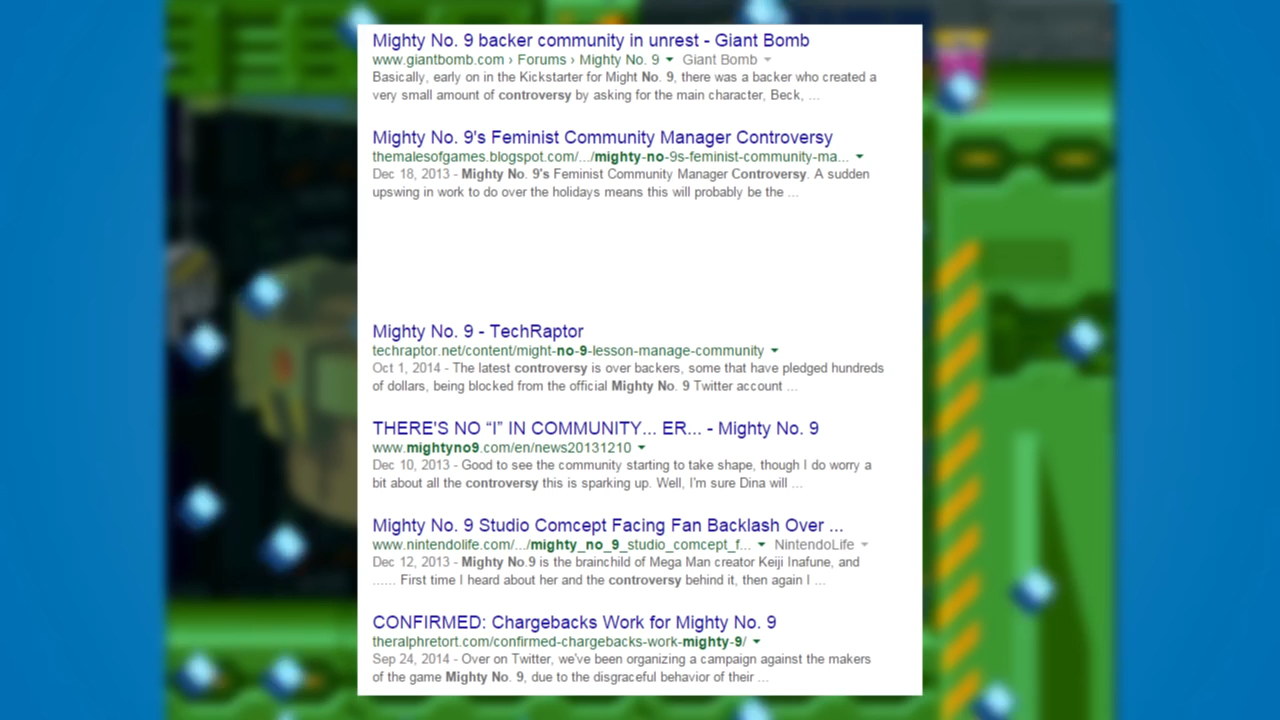 Mighty No. 9 backer community in unrest - Giant Bomb
www.giantbomb.com › Forums › Mighty No. 9 Giant Bomb
Basically, early on in the Kickstarter for Might No. 9, there was a backer who created a
very small amount of controversy by asking for the main character, Beck, ...
Mighty No. 9's Feminist Community Manager Controversy
themalesofgames.blogspot.com/.../mighty-no-9s-feminist-community-ma...
Dec 18, 2013 - Mighty No. 9's Feminist Community Manager Controversy. A sudden
upswing in work to do over the holidays means this will probably be the ...
Mighty No. 9 - TechRaptor
techraptor.net/content/might-no-9-lesson-manage-community
Oct 1, 2014 - The latest controversy is over backers, some that have pledged hundreds
of dollars, being blocked from the official Mighty No. 9 Twitter account ...
THERE'S NO “I” IN COMMUNITY... ER... - Mighty No. 9
www.mightyno9.com/en/news20131210
Dec 10, 2013 - Good to see the community starting to take shape, though I do worry a
bit about all the controversy this is sparking up. Well, I'm sure Dina will ...
Mighty No. 9 Studio Comcept Facing Fan Backlash Over ...
www.nintendolife.com/.../mighty_no_9_studio_comcept_f... NintendoLife
Dec 12, 2013 - Mighty No.9 is the brainchild of Mega Man creator Keiji Inafune, and
...... First time I heard about her and the controversy behind it, then again I ...
CONFIRMED: Chargebacks Work for Mighty No. 9
theralphretort.com/confirmed-chargebacks-work-mighty-9/
Sep 24, 2014 - Over on Twitter, we've been organizing a campaign against the makers
of the game Mighty No. 9, due to the disgraceful behavior of their ...